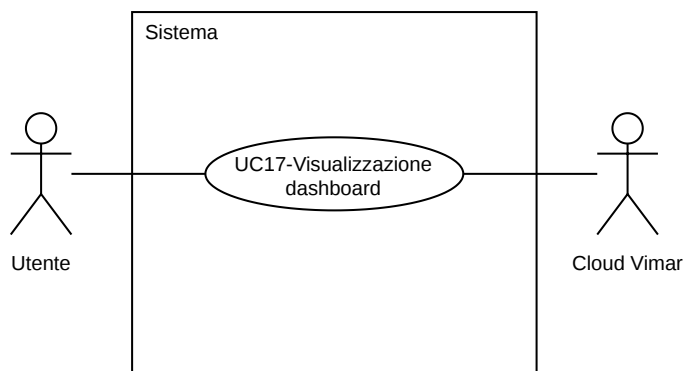 Sistema
UC17-Visualizzazione
dashboard
Utente
Cloud Vimar